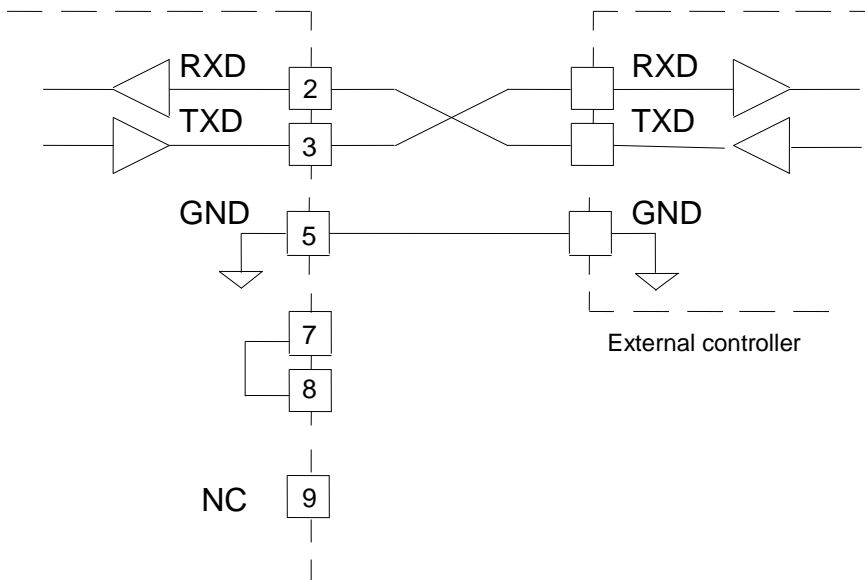 RXD
2
RXD
TXD
3
TXD
GND
5
GND
7
External controller
8
NC
9